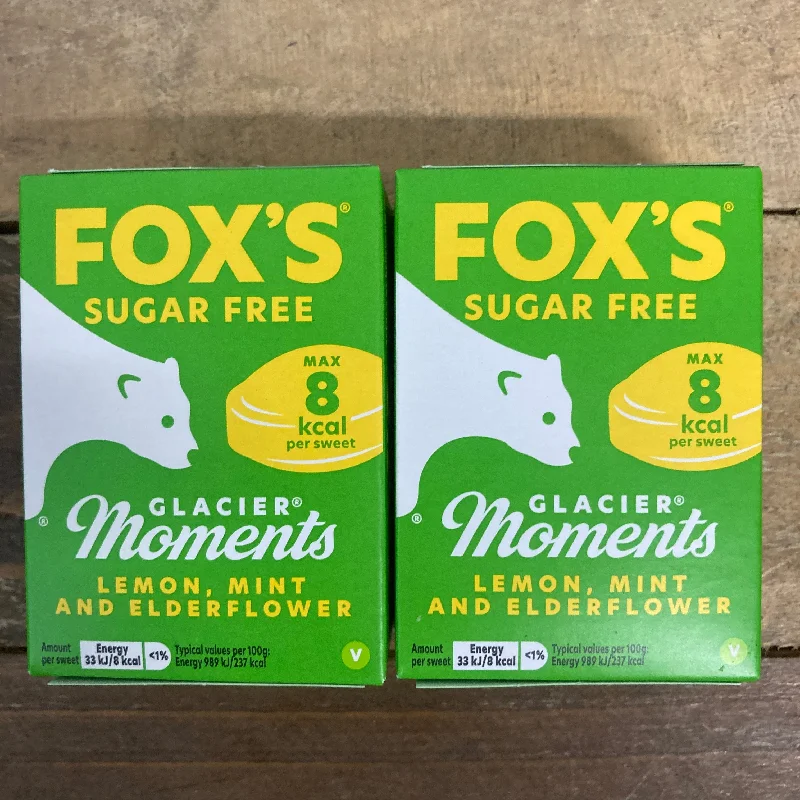 FOX'S®
SUGAR FREE
MAX
8
kcal
per sweet
®
GLACIER®
Moments
LEMON, MINT
AND ELDERFLOWER
Amount
per sweet
Energy
33 kJ/8 kcal
<1%
Typical values per 100g:
Energy 989 kJ/237 kcal
V
FOX'S®
SUGAR FREE
MAX
8
kcal
per sweet
®
GLACIER®
Moments
LEMON, MINT
AND ELDERFLOWER
Amount
per sweet
Energy
33 kJ/8 kcal
<1%
Typical values per 100g:
Energy 989 kJ/237 kcal
V